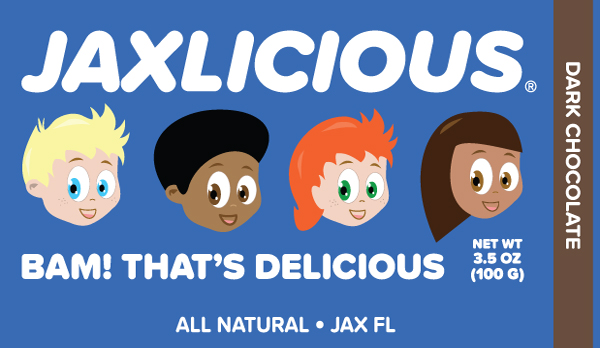 JAXLICIOUS®
BAM! THAT'S DELICIOUS
NET WT
3.5 OZ
(100 G)
ALL NATURAL • JAX FL
DARK CHOCOLATE